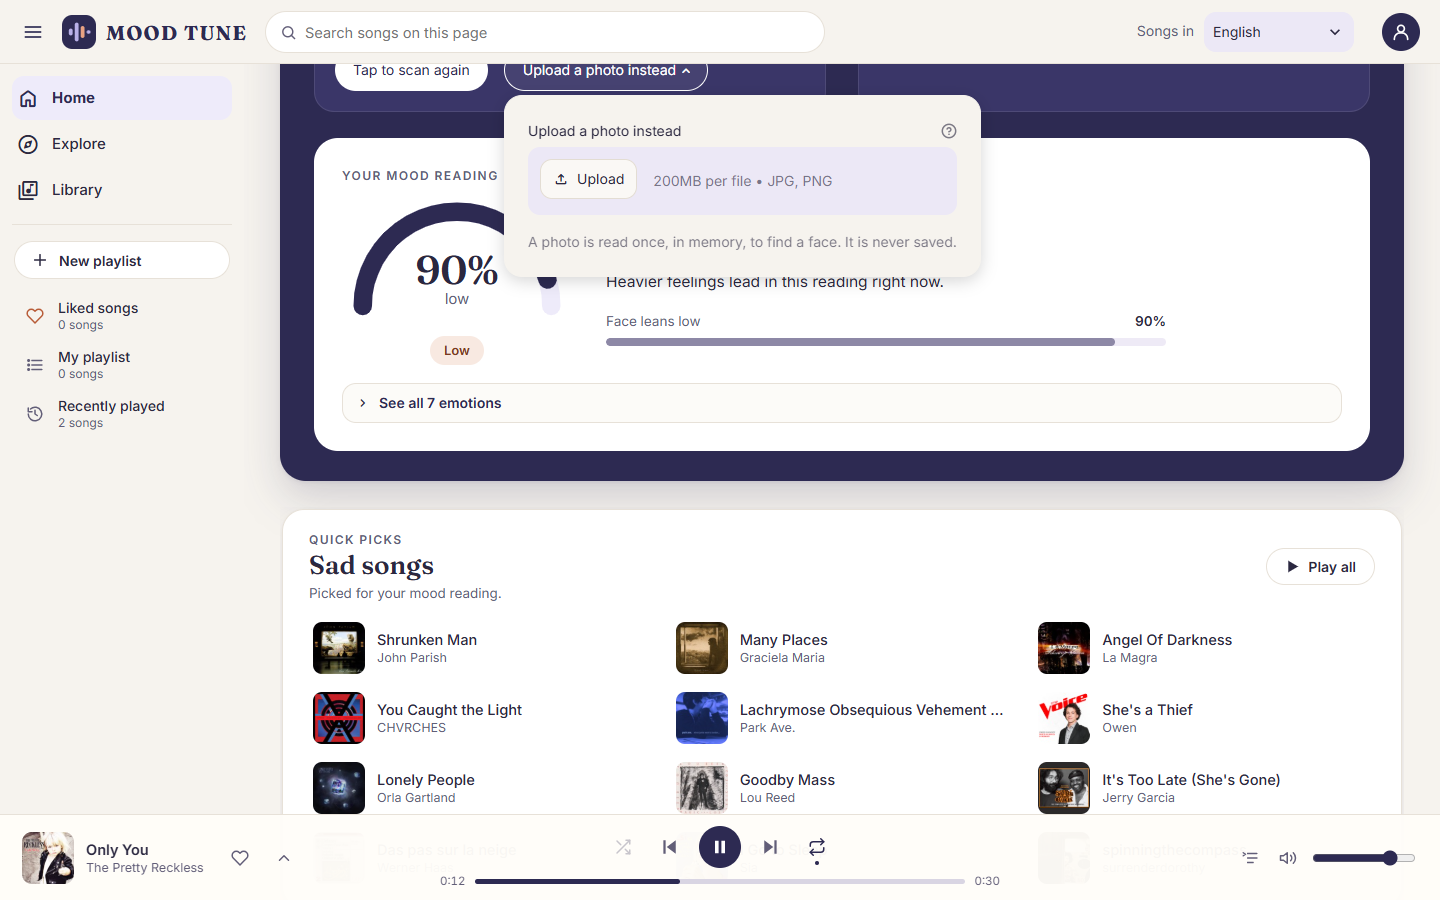 MOOD TUNE
Search songs on this page
Songs in
English
Home
Explore
Library
New playlist
Liked songs
0 songs
My playlist
0 songs
Recently played
2 songs
Tap to scan again
Upload a photo instead
Upload a photo instead
Upload
200MB per file • JPG, PNG
A photo is read once, in memory, to find a face. It is never saved.
YOUR MOOD READING
90%
low
Low
Heavier feelings lead in this reading right now.
Face leans low
90%
See all 7 emotions
QUICK PICKS
Sad songs
Picked for your mood reading.
Play all
Shrunken Man
John Parish
Many Places
Graciela Maria
Angel Of Darkness
La Magra
You Caught the Light
CHVRCHES
Lachrymose Obsequious Vehement ...
Park Ave.
Voice
She's a Thief
Owen
Lonely People
Orla Gartland
Goodby Mass
Lou Reed
It's Too Late (She's Gone)
Jerry Garcia
Das pas sur la neige
Only You
The Pretty Reckless
0:12
0:30